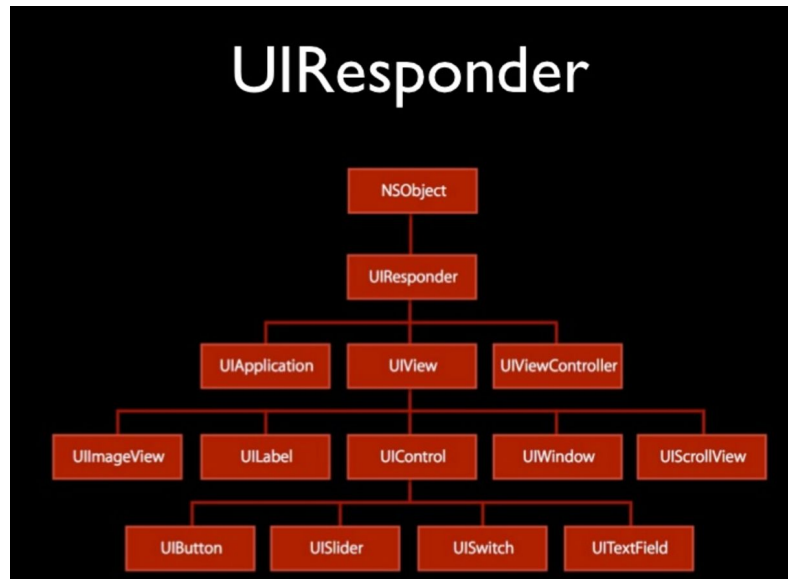 UIResponder
NSObject
UIResponder
UIApplication
UIView
UIViewController
UIImageView
UILabel
UIControl
UIWindow
UIScrollView
UIButton
UISlider
UISwitch
UITextField